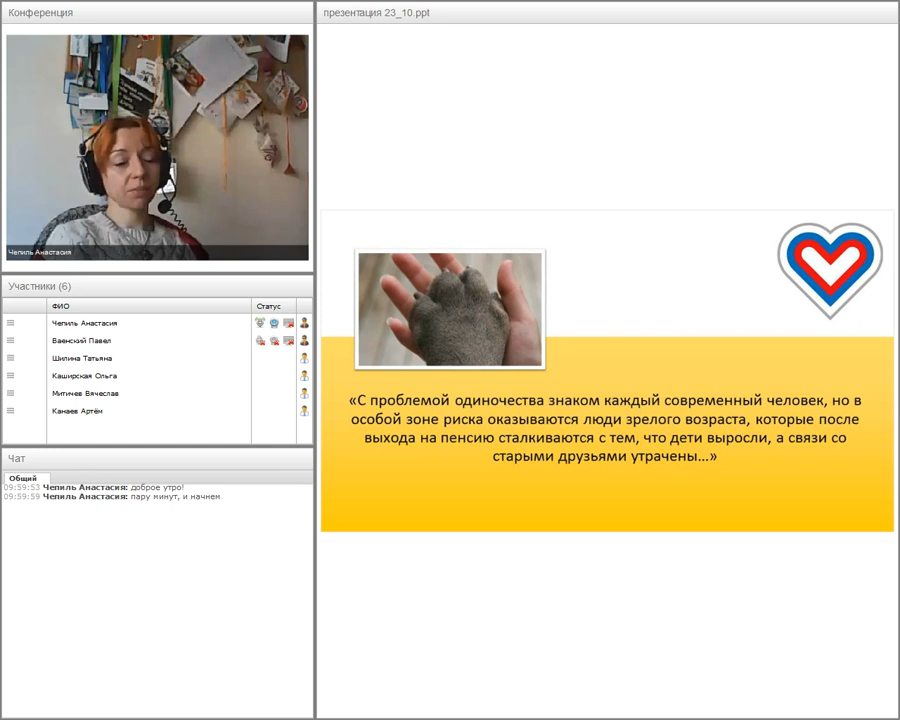 Конференция
Чепиль Анастасия
Участники (6)
ФИО
Статус
Чепиль Анастасия
Ваенский Павел
Шилина Татьяна
Каширская Ольга
Митичев Вячеслав
Канаев Артём
Чат
Общий
09:59:53 Чепиль Анастасия: доброе утро!
09:59:59 Чепиль Анастасия: пару минут, и начнем
презентация 23_10.ppt
«С проблемой одиночества знаком каждый современный человек, но в
особой зоне риска оказываются люди зрелого возраста, которые после
выхода на пенсию сталкиваются с тем, что дети выросли, а связи со
старыми друзьями утрачены…»